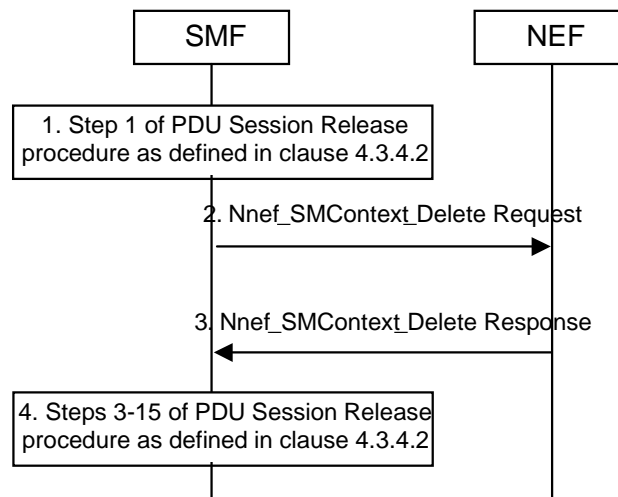 SMF
NEF
1. Step 1 of PDU Session Release
procedure as defined in clause 4.3.4.2
2. Nnef_SMContext_Delete Request
3. Nnef_SMContext_Delete Response
4. Steps 3-15 of PDU Session Release
procedure as defined in clause 4.3.4.2